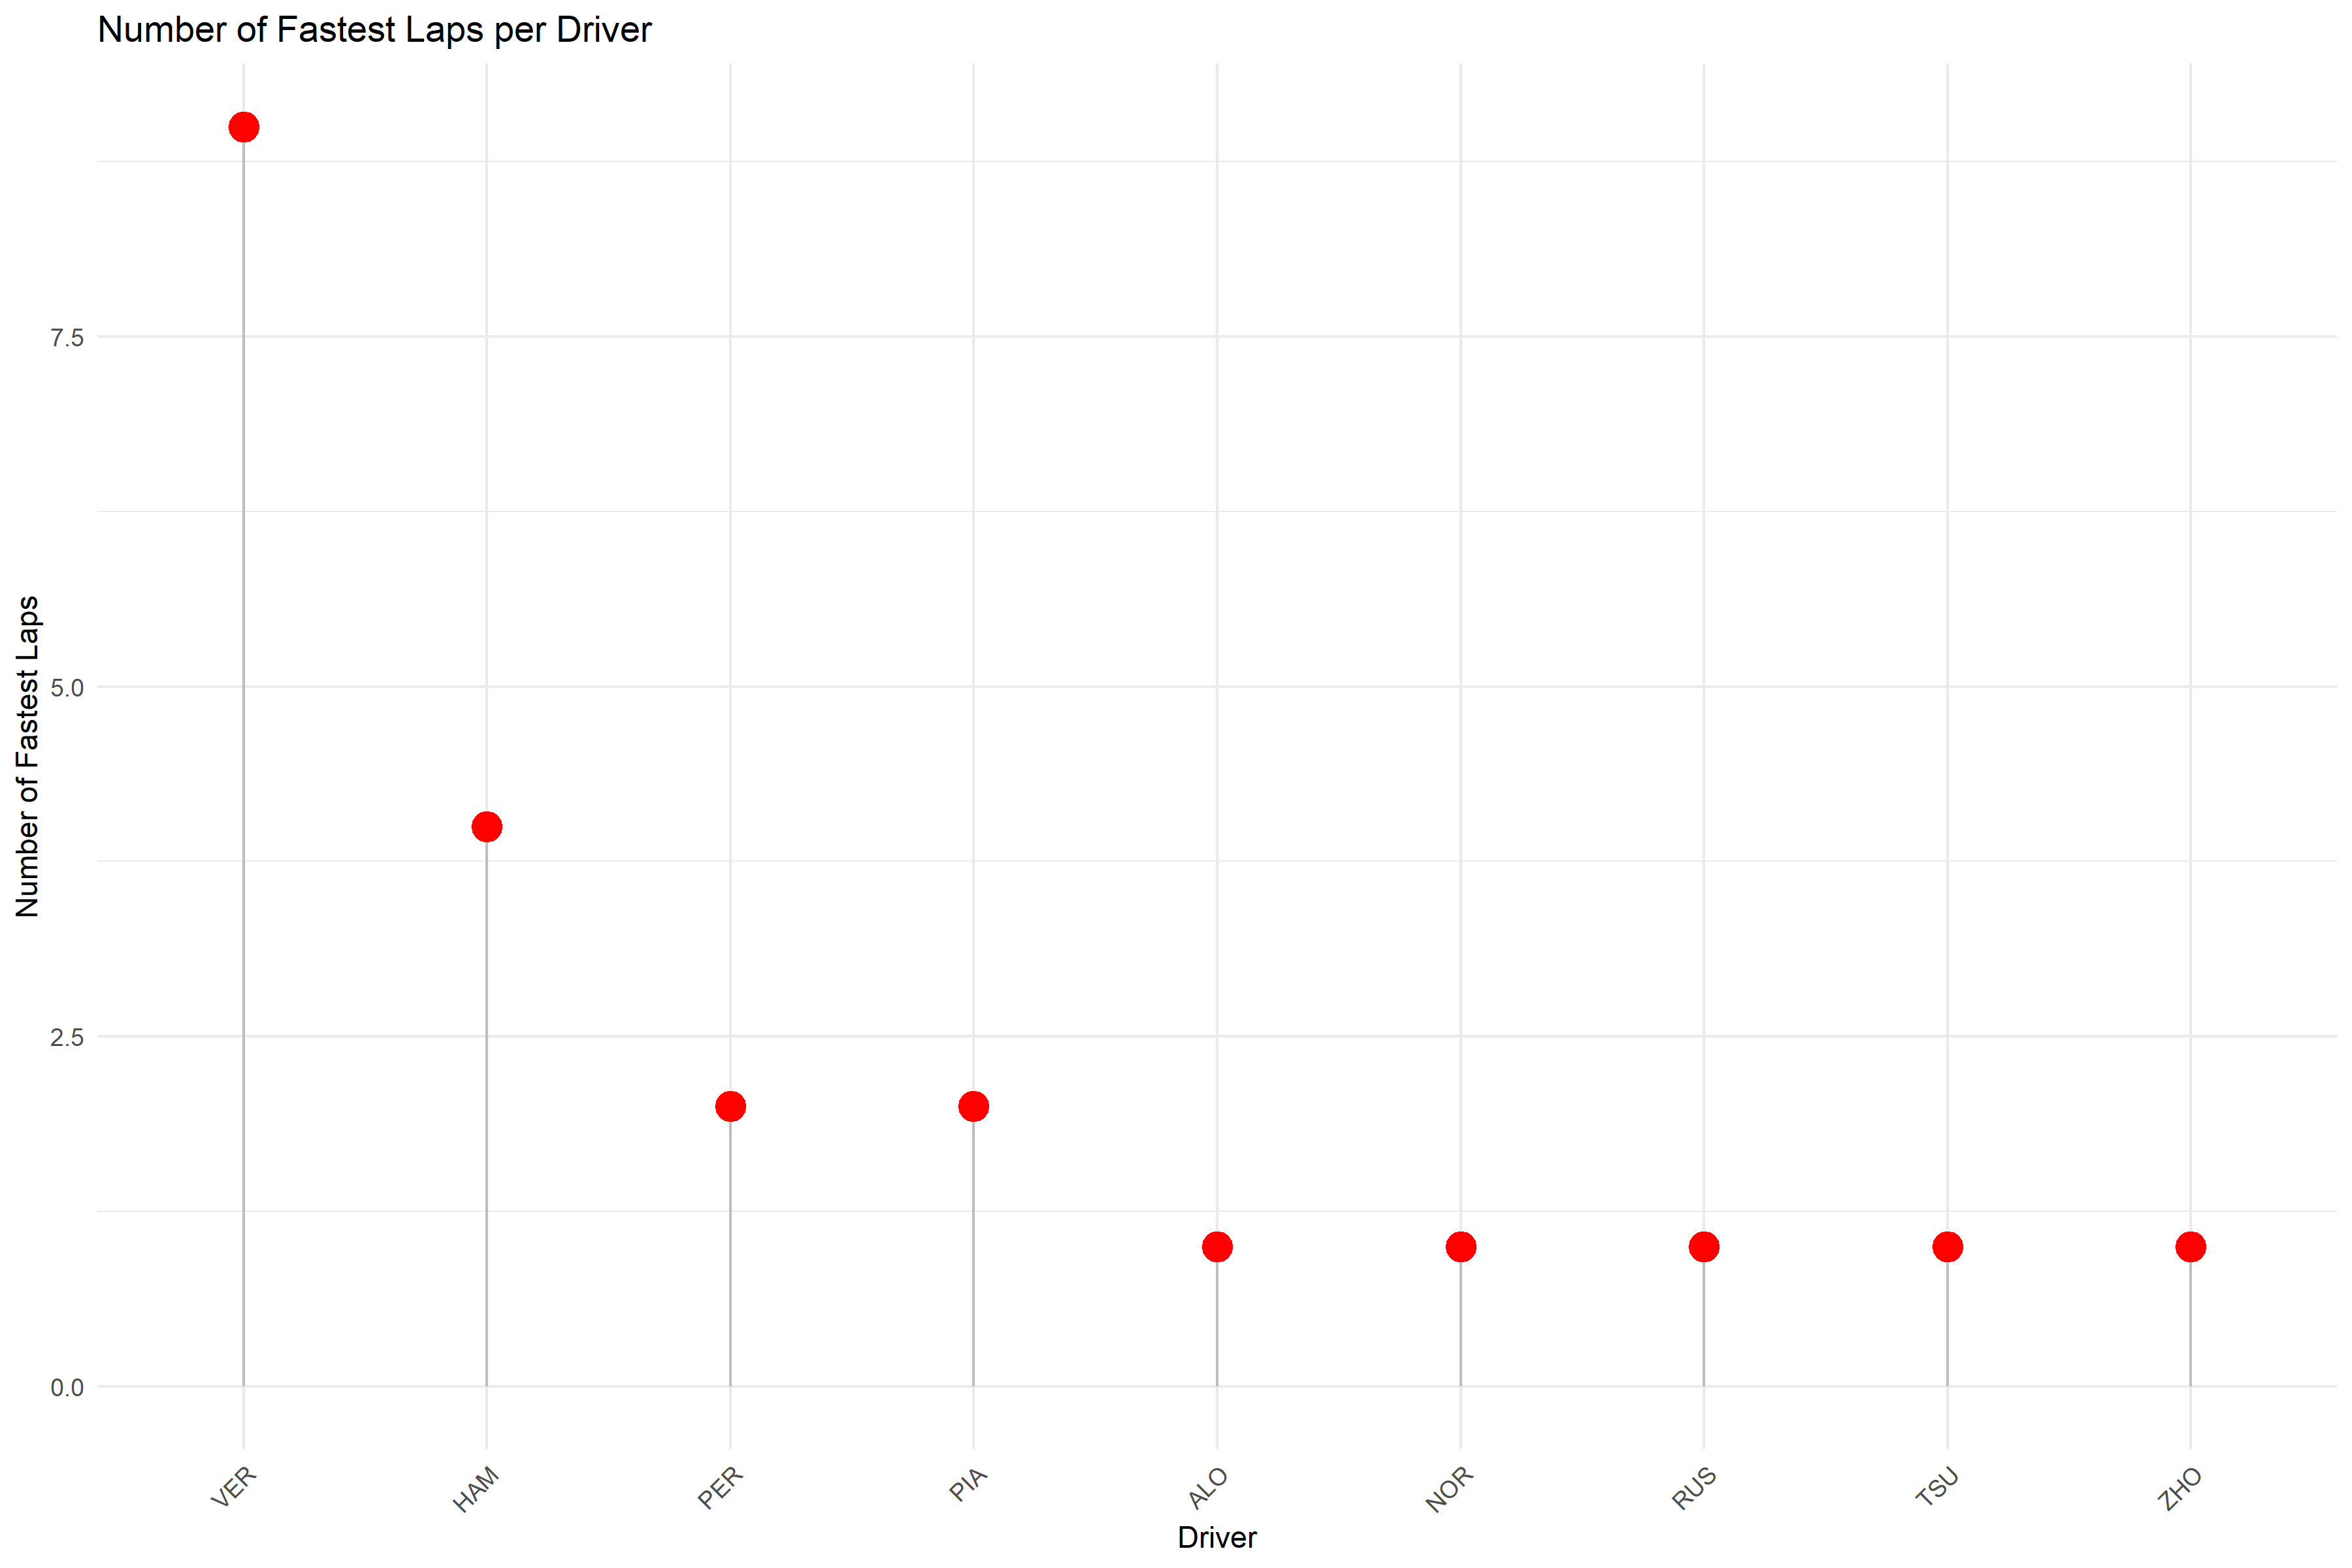 Number of Fastest Laps per Driver
Number of Fastest Laps
7.5
5.0
2.5
0.0
VER
HAM
PER
PIA
ALO
NOR
RUS
TSU
ZHO
Driver